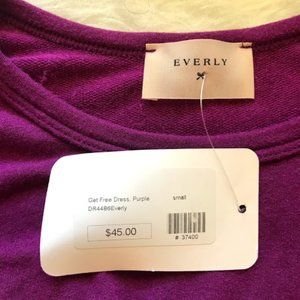 EVERLY
Get Free Dress, Purple
small
DR4486Everly
$45.00
# 37400